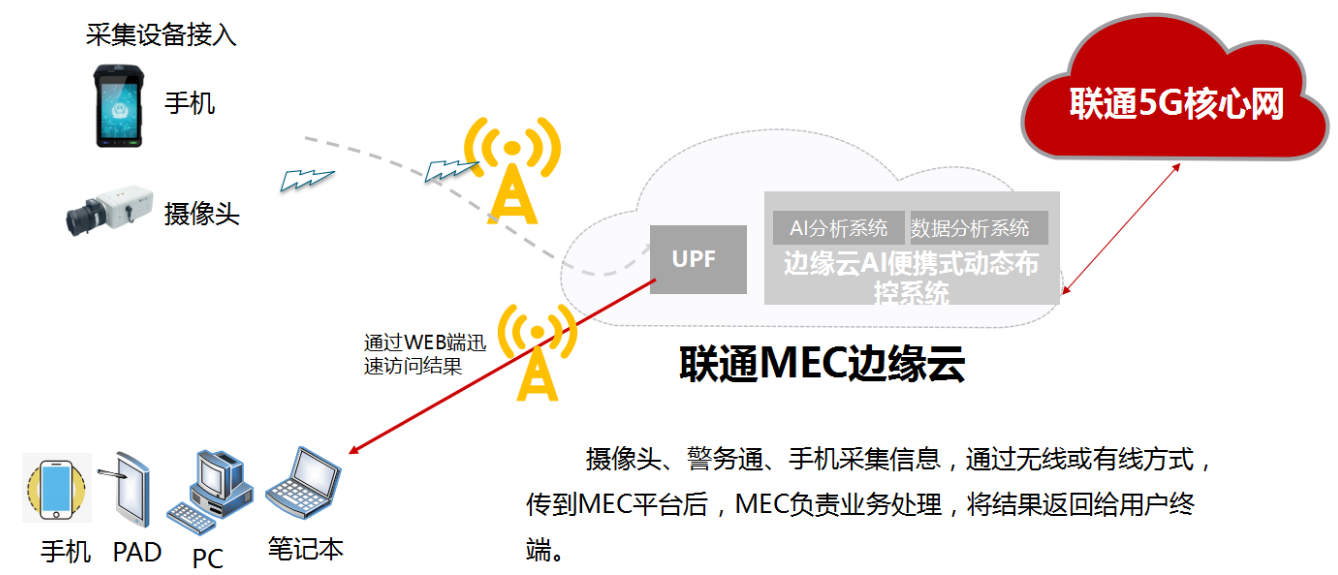 采集设备接入
手机
摄像头
联通5G核心网
UPF
AI分析系统
数据分析系统
边缘云AI便携式动态布
控系统
联通MEC边缘云
通过WEB端迅
速访问结果
手机
PAD
PC
笔记本
摄像头、警务通、手机采集信息，通过无线或有线方式，
传到MEC平台后，MEC负责业务处理，将结果返回给用户终
端。